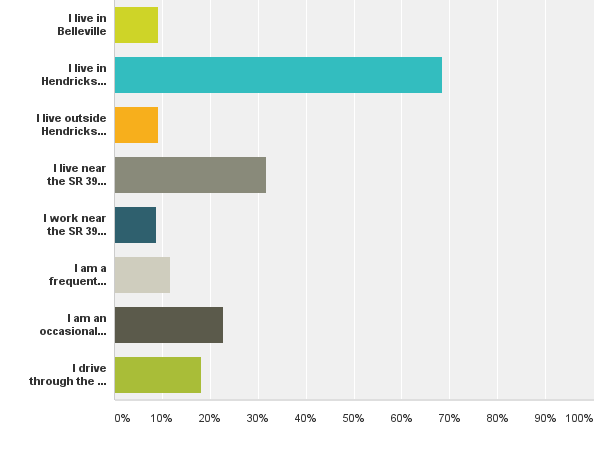 I live in
Belleville
I live in
Hendricks...
I live outside
Hendricks...
I live near
the SR 39...
I work near
the SR 39...
I am a
frequent...
I am an
occasional...
I drive
through the ...
0% 10% 20% 30% 40% 50% 60% 70% 80% 90% 100%